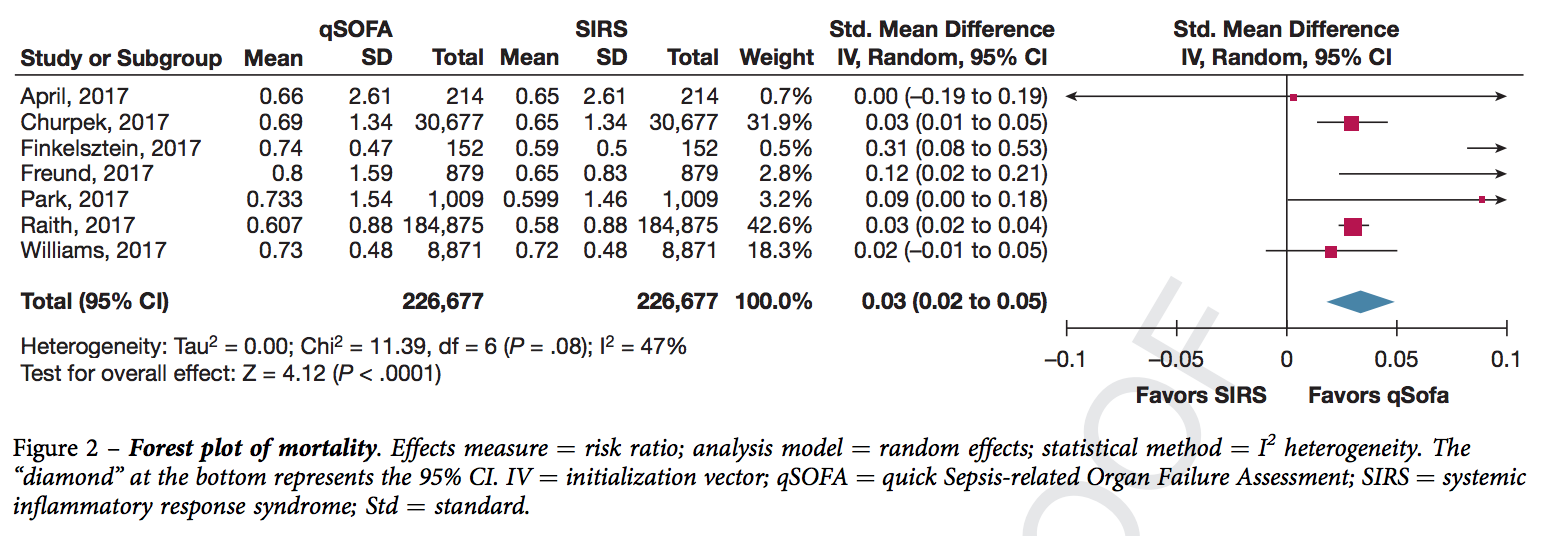 qSOFA SIRS Std. Mean Difference Std. Mean Difference
Study or Subgroup Mean SD Total Mean SD Total Weight IV, Random, 95% CI IV, Random, 95% CI
April, 2017 0.66 2.61 214 0.65 2.61 214 0.7% 0.00 (–0.19 to 0.19)
Churpek, 2017 0.69 1.34 30,677 0.65 1.34 30,677 31.9% 0.03 (0.01 to 0.05)
Finkelsztein, 2017 0.74 0.47 152 0.59 0.5 152 0.5% 0.31 (0.08 to 0.53)
Freund, 2017 0.8 1.59 879 0.65 0.83 879 2.8% 0.12 (0.02 to 0.21)
Park, 2017 0.733 1.54 1,009 0.599 1.46 1,009 3.2% 0.09 (0.00 to 0.18)
Raith, 2017 0.607 0.88 184,875 0.58 0.88 184,875 42.6% 0.03 (0.02 to 0.04)
Williams, 2017 0.73 0.48 8,871 0.72 0.48 8,871 18.3% 0.02 (–0.01 to 0.05)
Total (95% CI) 226,677 226,677 100.0% 0.03 (0.02 to 0.05)
Heterogeneity: Tau² = 0.00; Chi² = 11.39, df = 6 (P = .08); I² = 47%
Test for overall effect: Z = 4.12 (P < .0001)
–0.1 –0.05 0 0.05 0.1
Favors SIRS Favors qSofa
Figure 2 – Forest plot of mortality. Effects measure = risk ratio; analysis model = random effects; statistical method = I² heterogeneity. The
“diamond” at the bottom represents the 95% CI. IV = initialization vector; qSOFA = quick Sepsis-related Organ Failure Assessment; SIRS = systemic
inflammatory response syndrome; Std = standard.
OOF